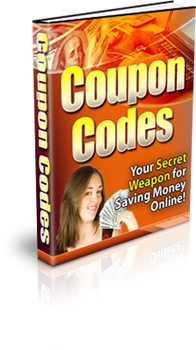 Coupon Codes
Coupon
Codes
Your Secret
Weapon for
Saving Money
Online!